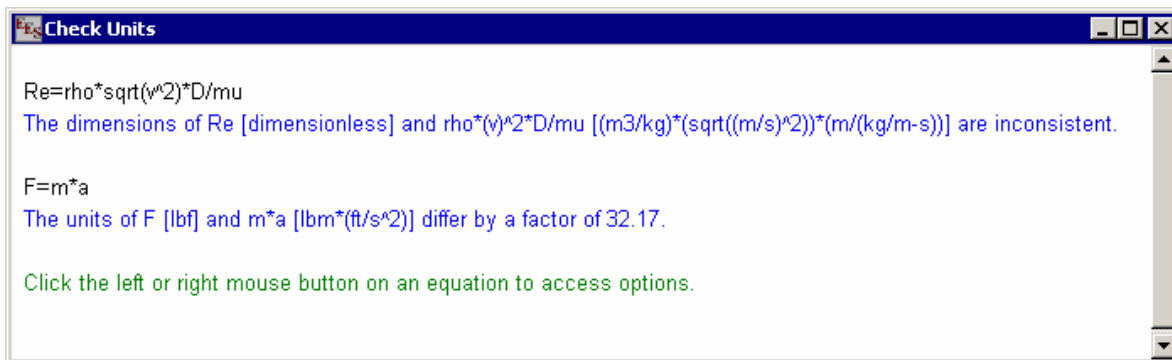 EES Check Units
Re=rho*sqrt(v^2)*D/mu
The dimensions of Re [dimensionless] and rho*(v)^2*D/mu [(m3/kg)*(sqrt((m/s)^2))*(m/(kg/m-s))] are inconsistent.
F=m*a
The units of F [lbf] and m*a [lbm*(ft/s^2)] differ by a factor of 32.17.
Click the left or right mouse button on an equation to access options.